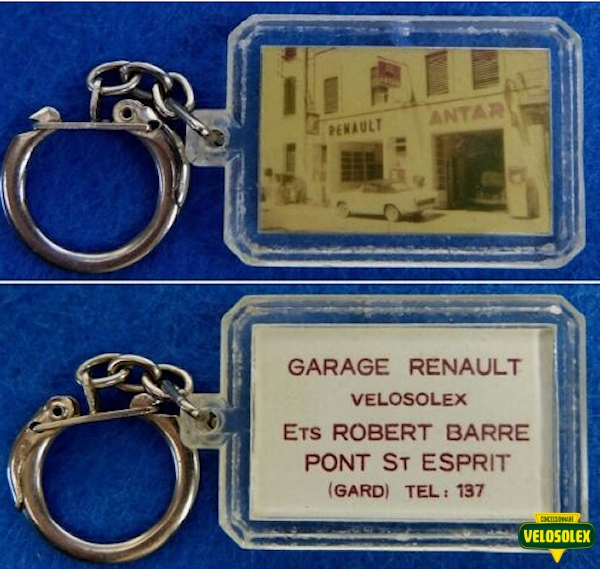 RENAULT
ANTAR
GARAGE RENAULT
VELOSOLEX
ETS ROBERT BARRE
PONT ST ESPRIT
(GARD) TEL: 137
CONCESSIONNAIRE
VELOSOLEX